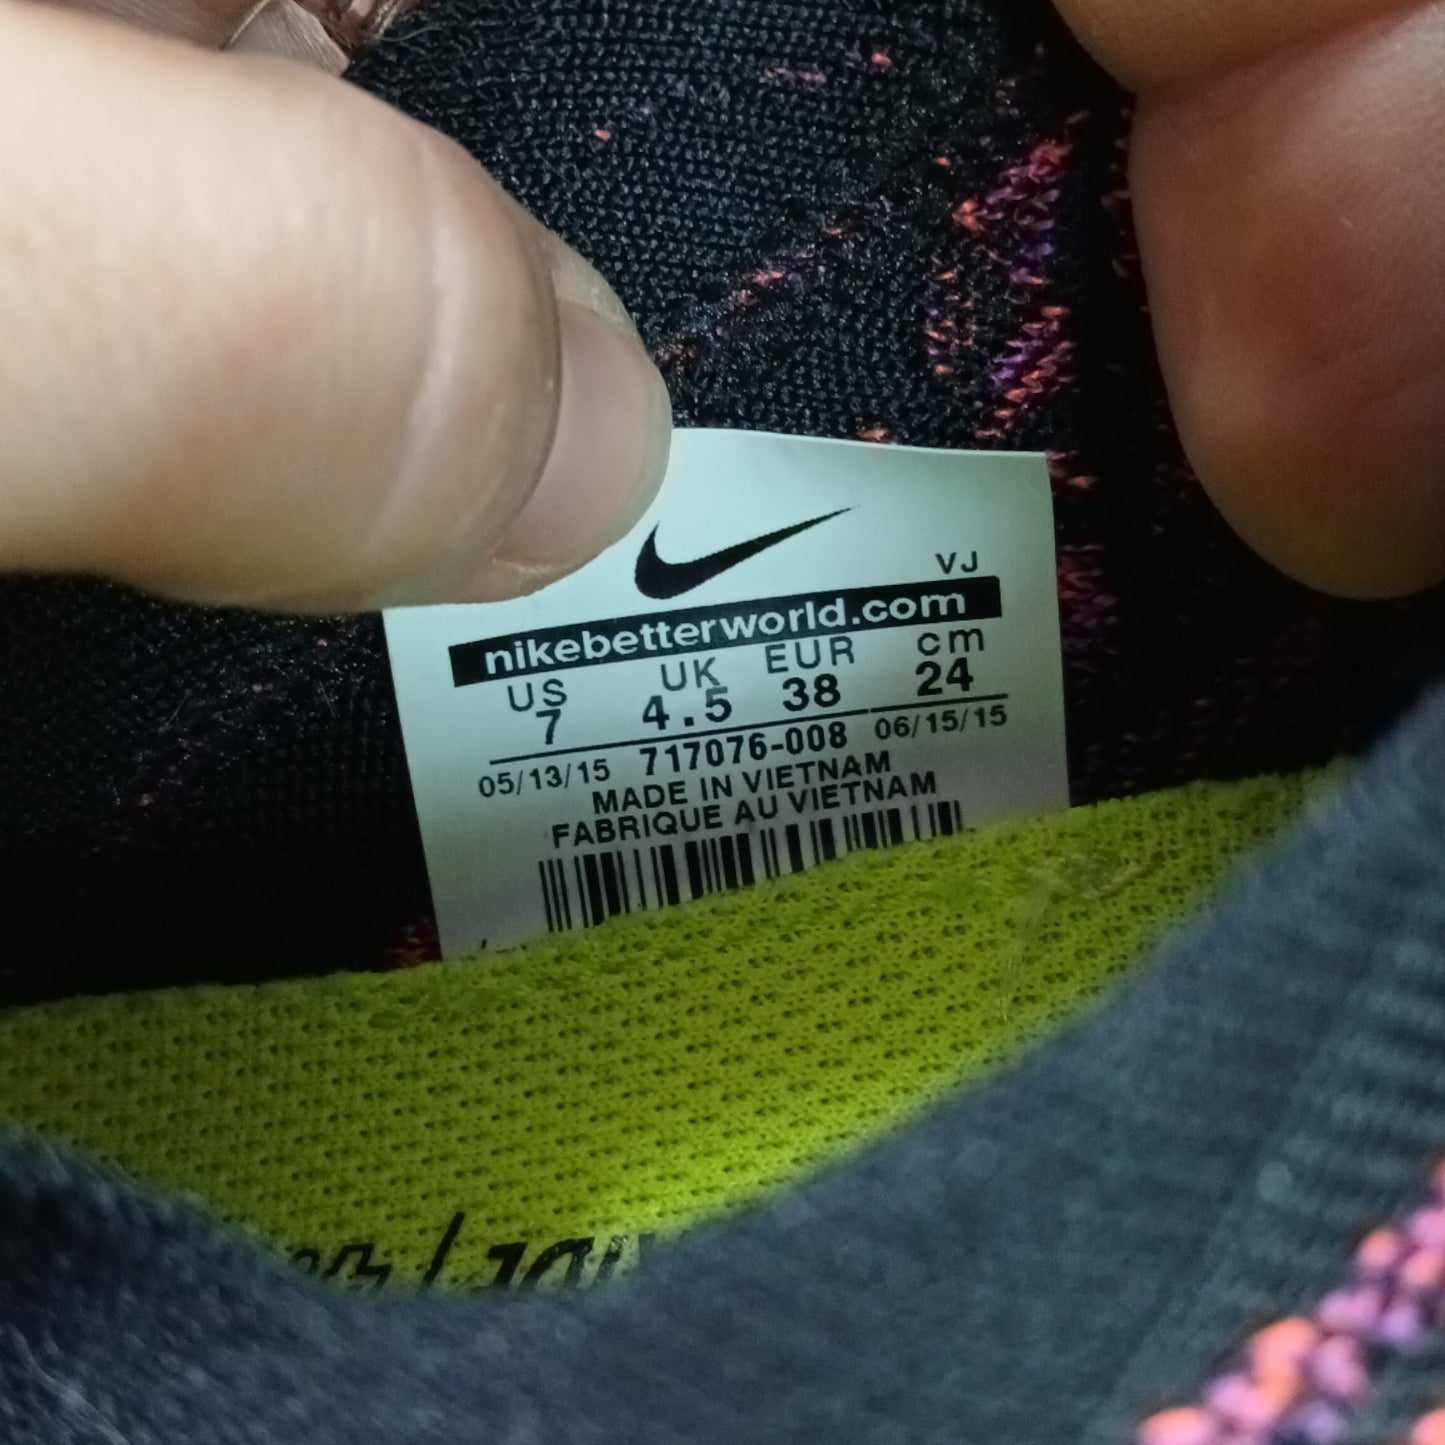 VJ
nikebetterworld.com
US UK EUR cm
7 4.5 38 24
05/13/15 717076-008 06/15/15
MADE IN VIETNAM
FABRIQUE AU VIETNAM